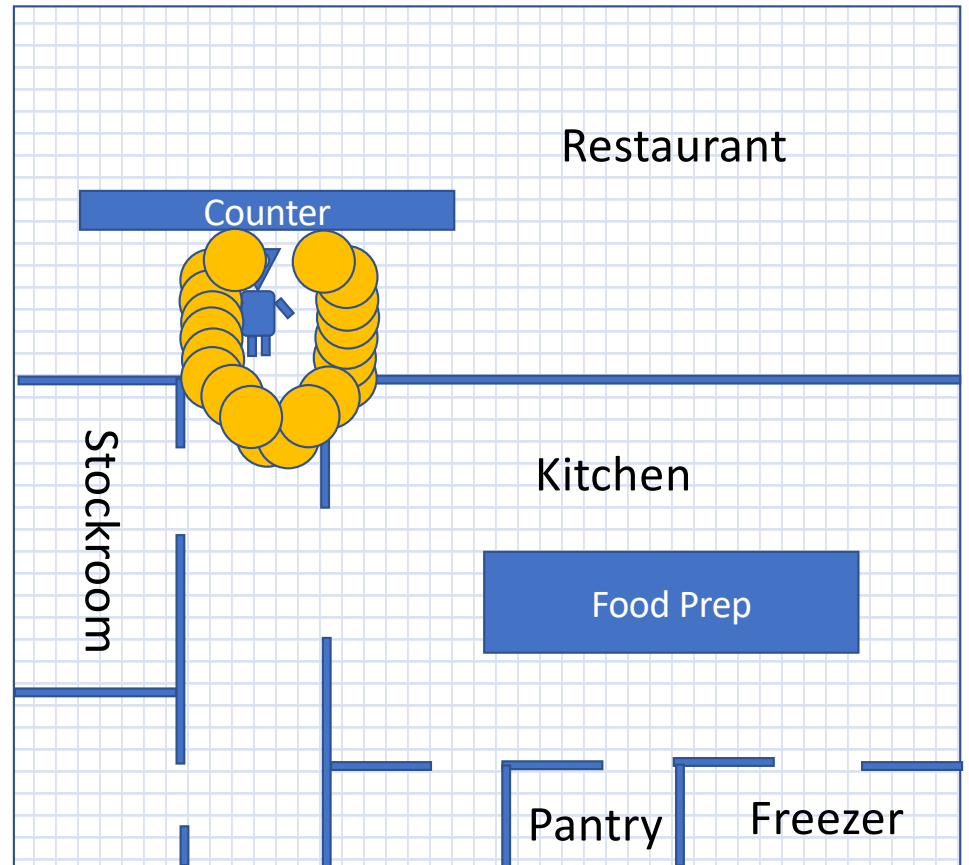 Restaurant
Counter
Stockroom
Kitchen
Food Prep
Pantry
Freezer